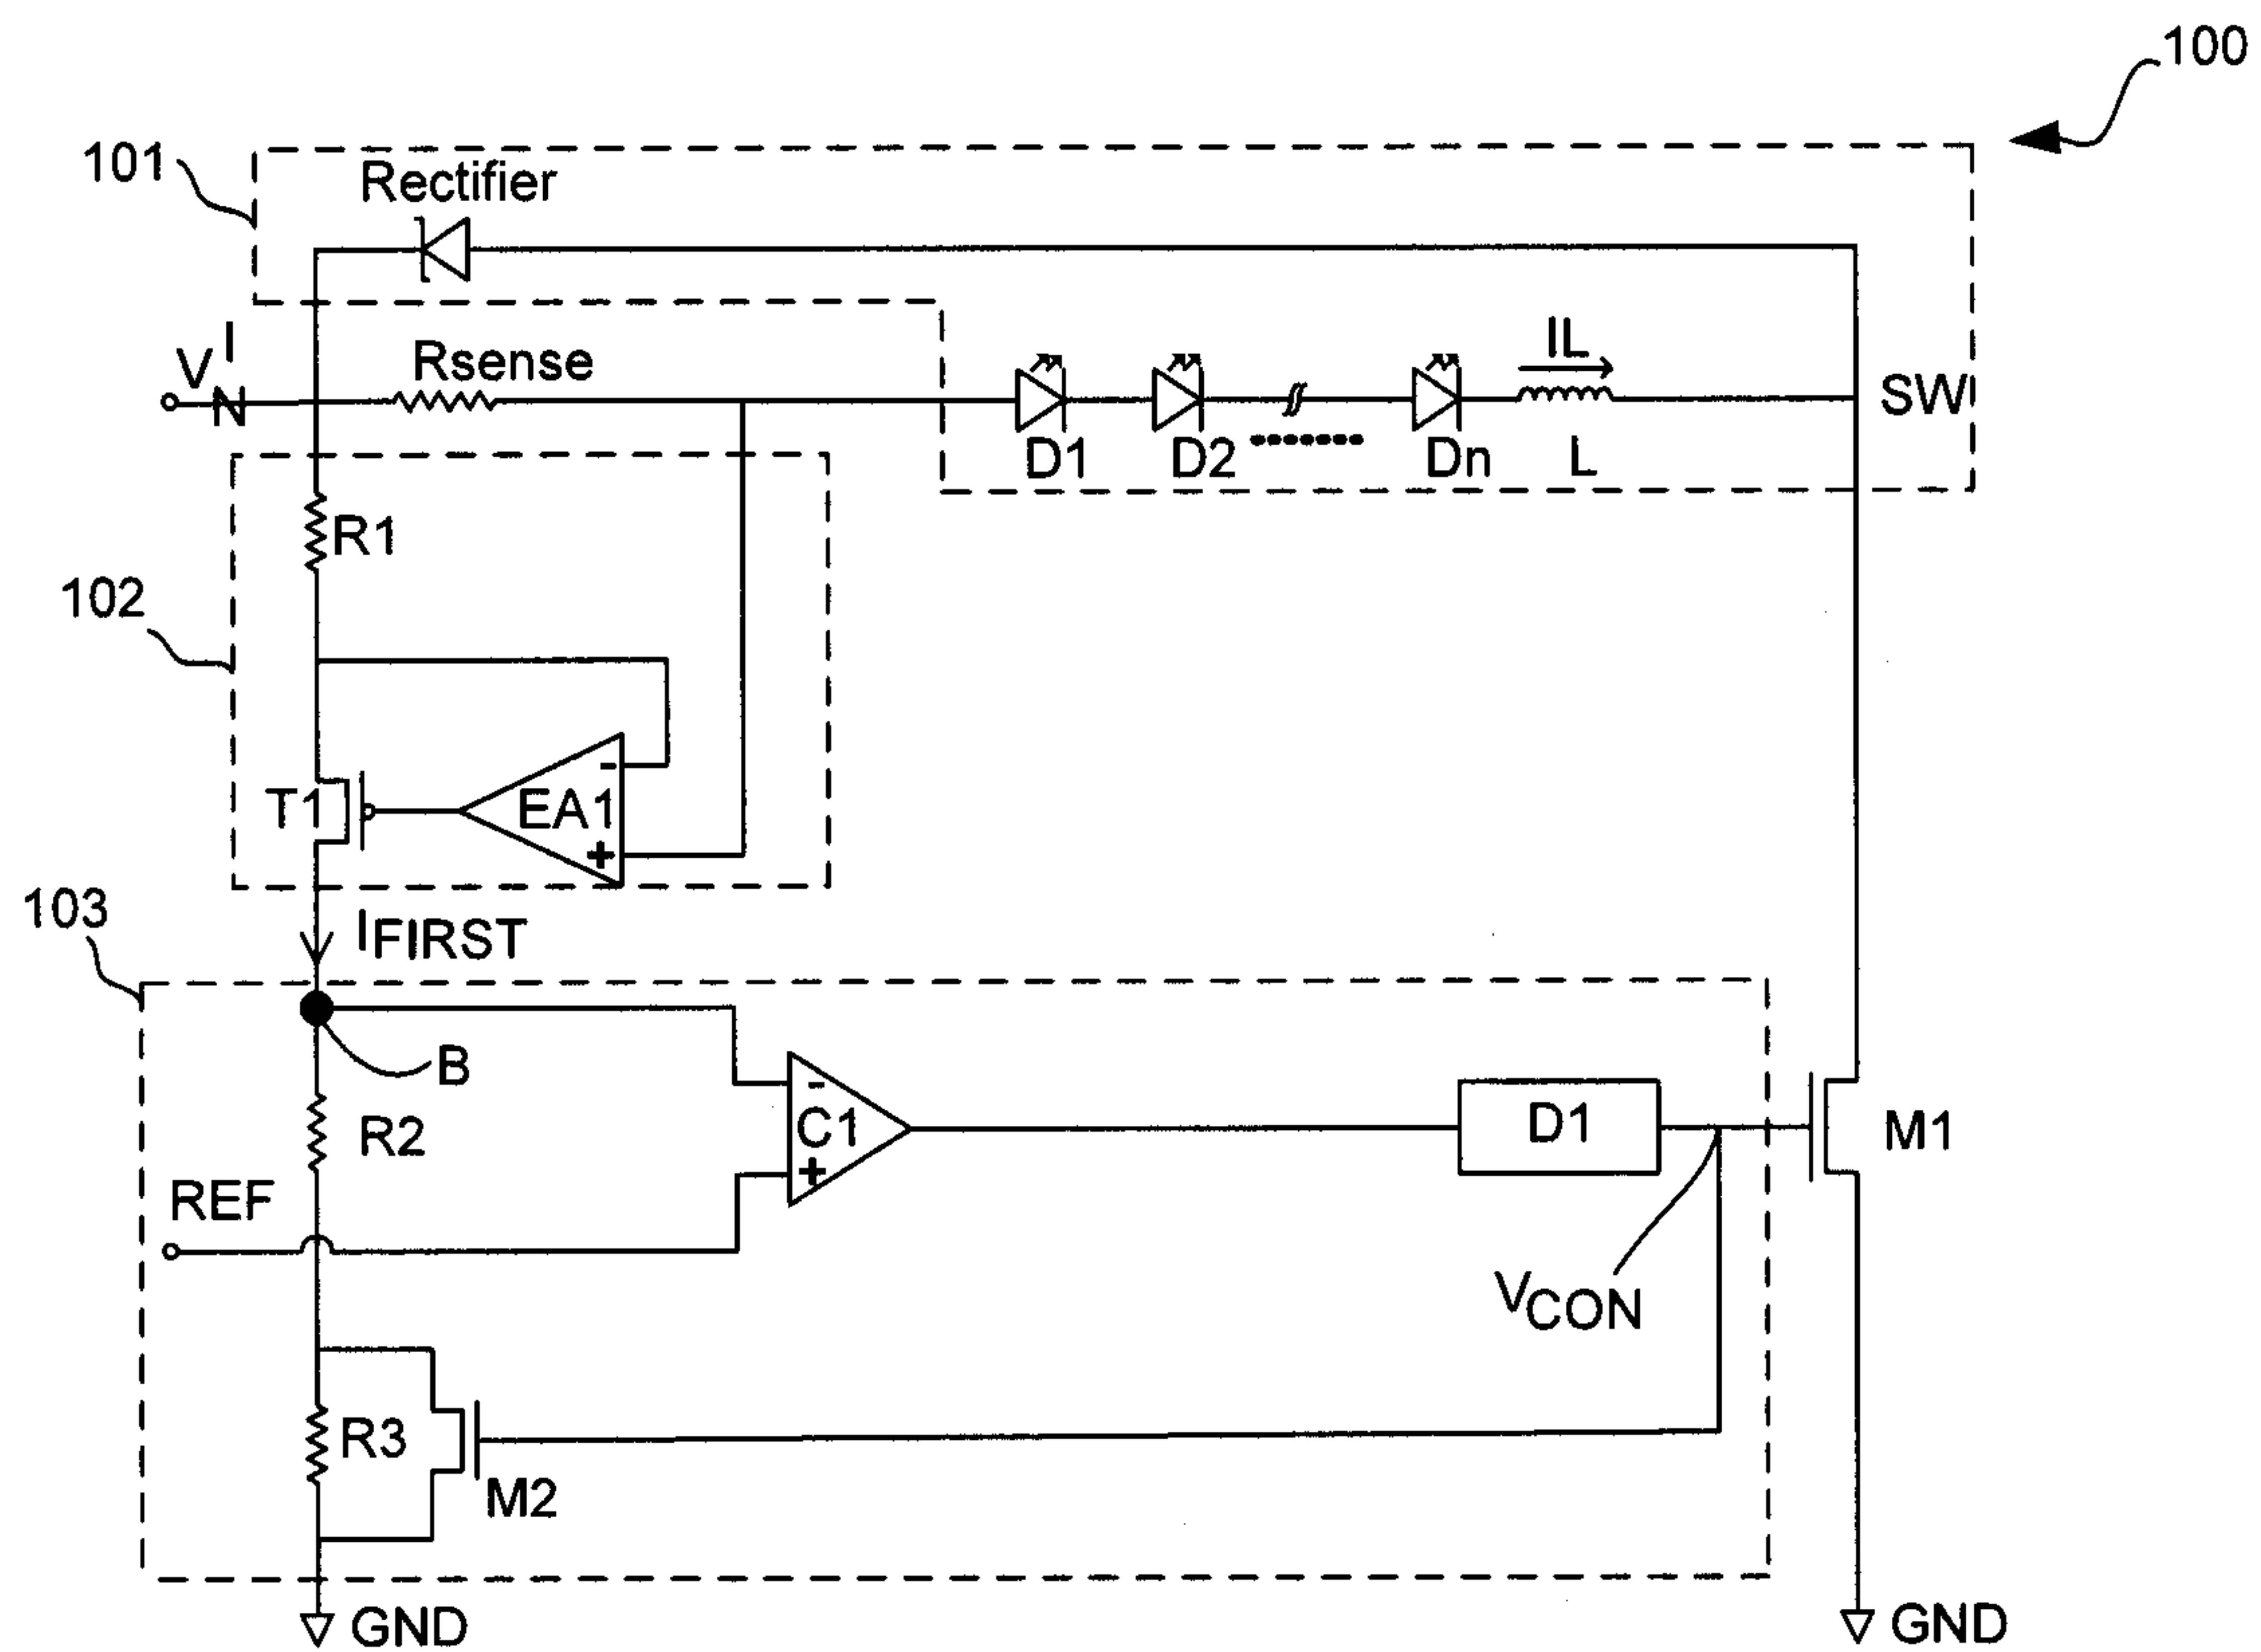 100
101
Rectifier
VIN
Rsense
IL
SW
D1
D2
Dn
L
R1
102
T1
-
EA1
+
103
IFIRST
B
-
C1
+
D1
M1
R2
REF
VCON
R3
M2
GND
GND